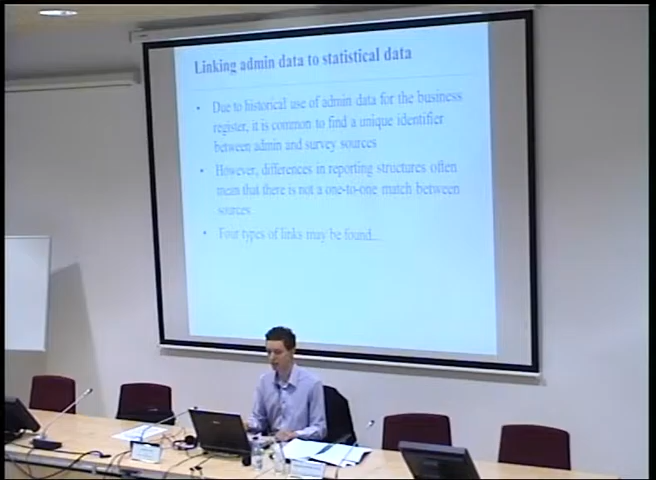 Linking admin data to statistical data
• Due to historical use of admin data for the business
register, it is common to find a unique identifier
between admin and survey sources
• However, differences in reporting structures often
mean that there is not a one-to-one match between
sources
• Four types of links may be found...